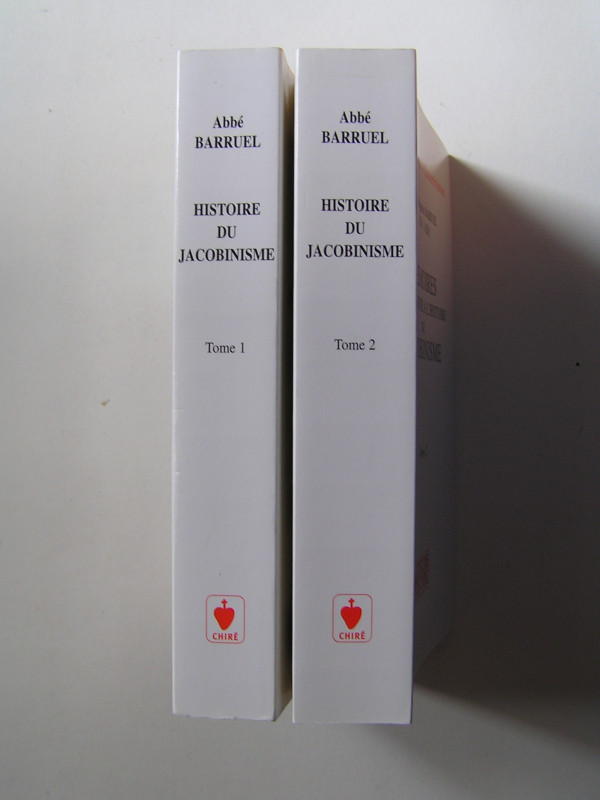 Abbé
BARRUEL
HISTOIRE
DU
JACOBINISME
Tome 1
CHIRÉ
Abbé
BARRUEL
HISTOIRE
DU
JACOBINISME
Tome 2
CHIRÉ